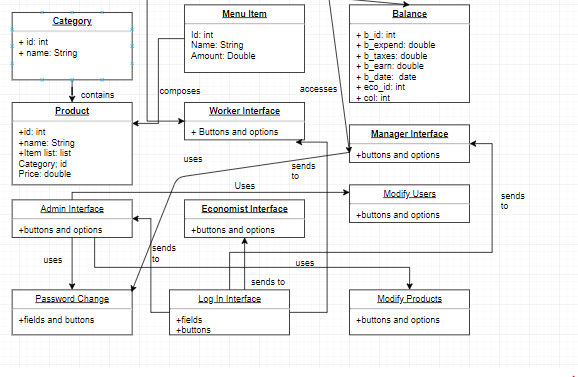 Category
+ id: int
+ name: String
Menu Item
Id: int
Name: String
Amount: Double
Balance
+ b_id: int
+ b_expend: double
+ b_taxes: double
+ b_earn: double
+ b_date:  date
+ eco_id: int
+ col: int
contains
composes
accesses
Product
+id: int
+name: String
+Item list: list
Category; id
Price: double
Worker Interface
+ Buttons and options
Manager Interface
+buttons and options
uses
sends
to
Uses
Admin Interface
+buttons and options
Economist Interface
+buttons and options
Modify Users
+buttons and options
sends
to
sends
to
uses
uses
sends to
Password Change
+fields and buttons
Log In Interface
+fields
+buttons
Modify Products
+buttons and options